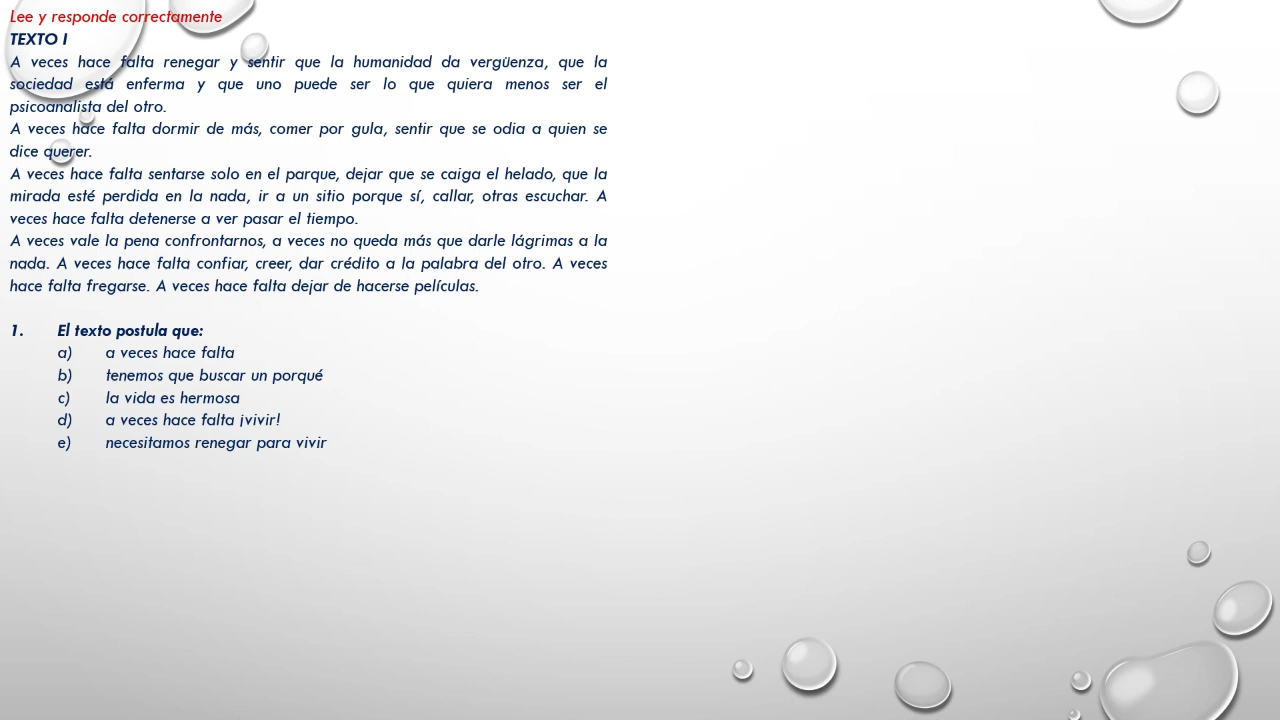 Lee y responde correctamente
TEXTO I
A veces hace falta renegar y sentir que la humanidad da vergüenza, que la
sociedad está enferma y que uno puede ser lo que quiera menos ser el
psicoanalista del otro.
A veces hace falta dormir de más, comer por gula, sentir que se odia a quien se
dice querer.
A veces hace falta sentarse solo en el parque, dejar que se caiga el helado, que la
mirada esté perdida en la nada, ir a un sitio porque sí, callar, otras escuchar. A
veces hace falta detenerse a ver pasar el tiempo.
A veces vale la pena confrontarnos, a veces no queda más que darle lágrimas a la
nada. A veces hace falta confiar, creer, dar crédito a la palabra del otro. A veces
hace falta fregarse. A veces hace falta dejar de hacerse películas.
1. El texto postula que:
a) a veces hace falta
b) tenemos que buscar un porqué
c) la vida es hermosa
d) a veces hace falta ¡vivir!
e) necesitamos renegar para vivir